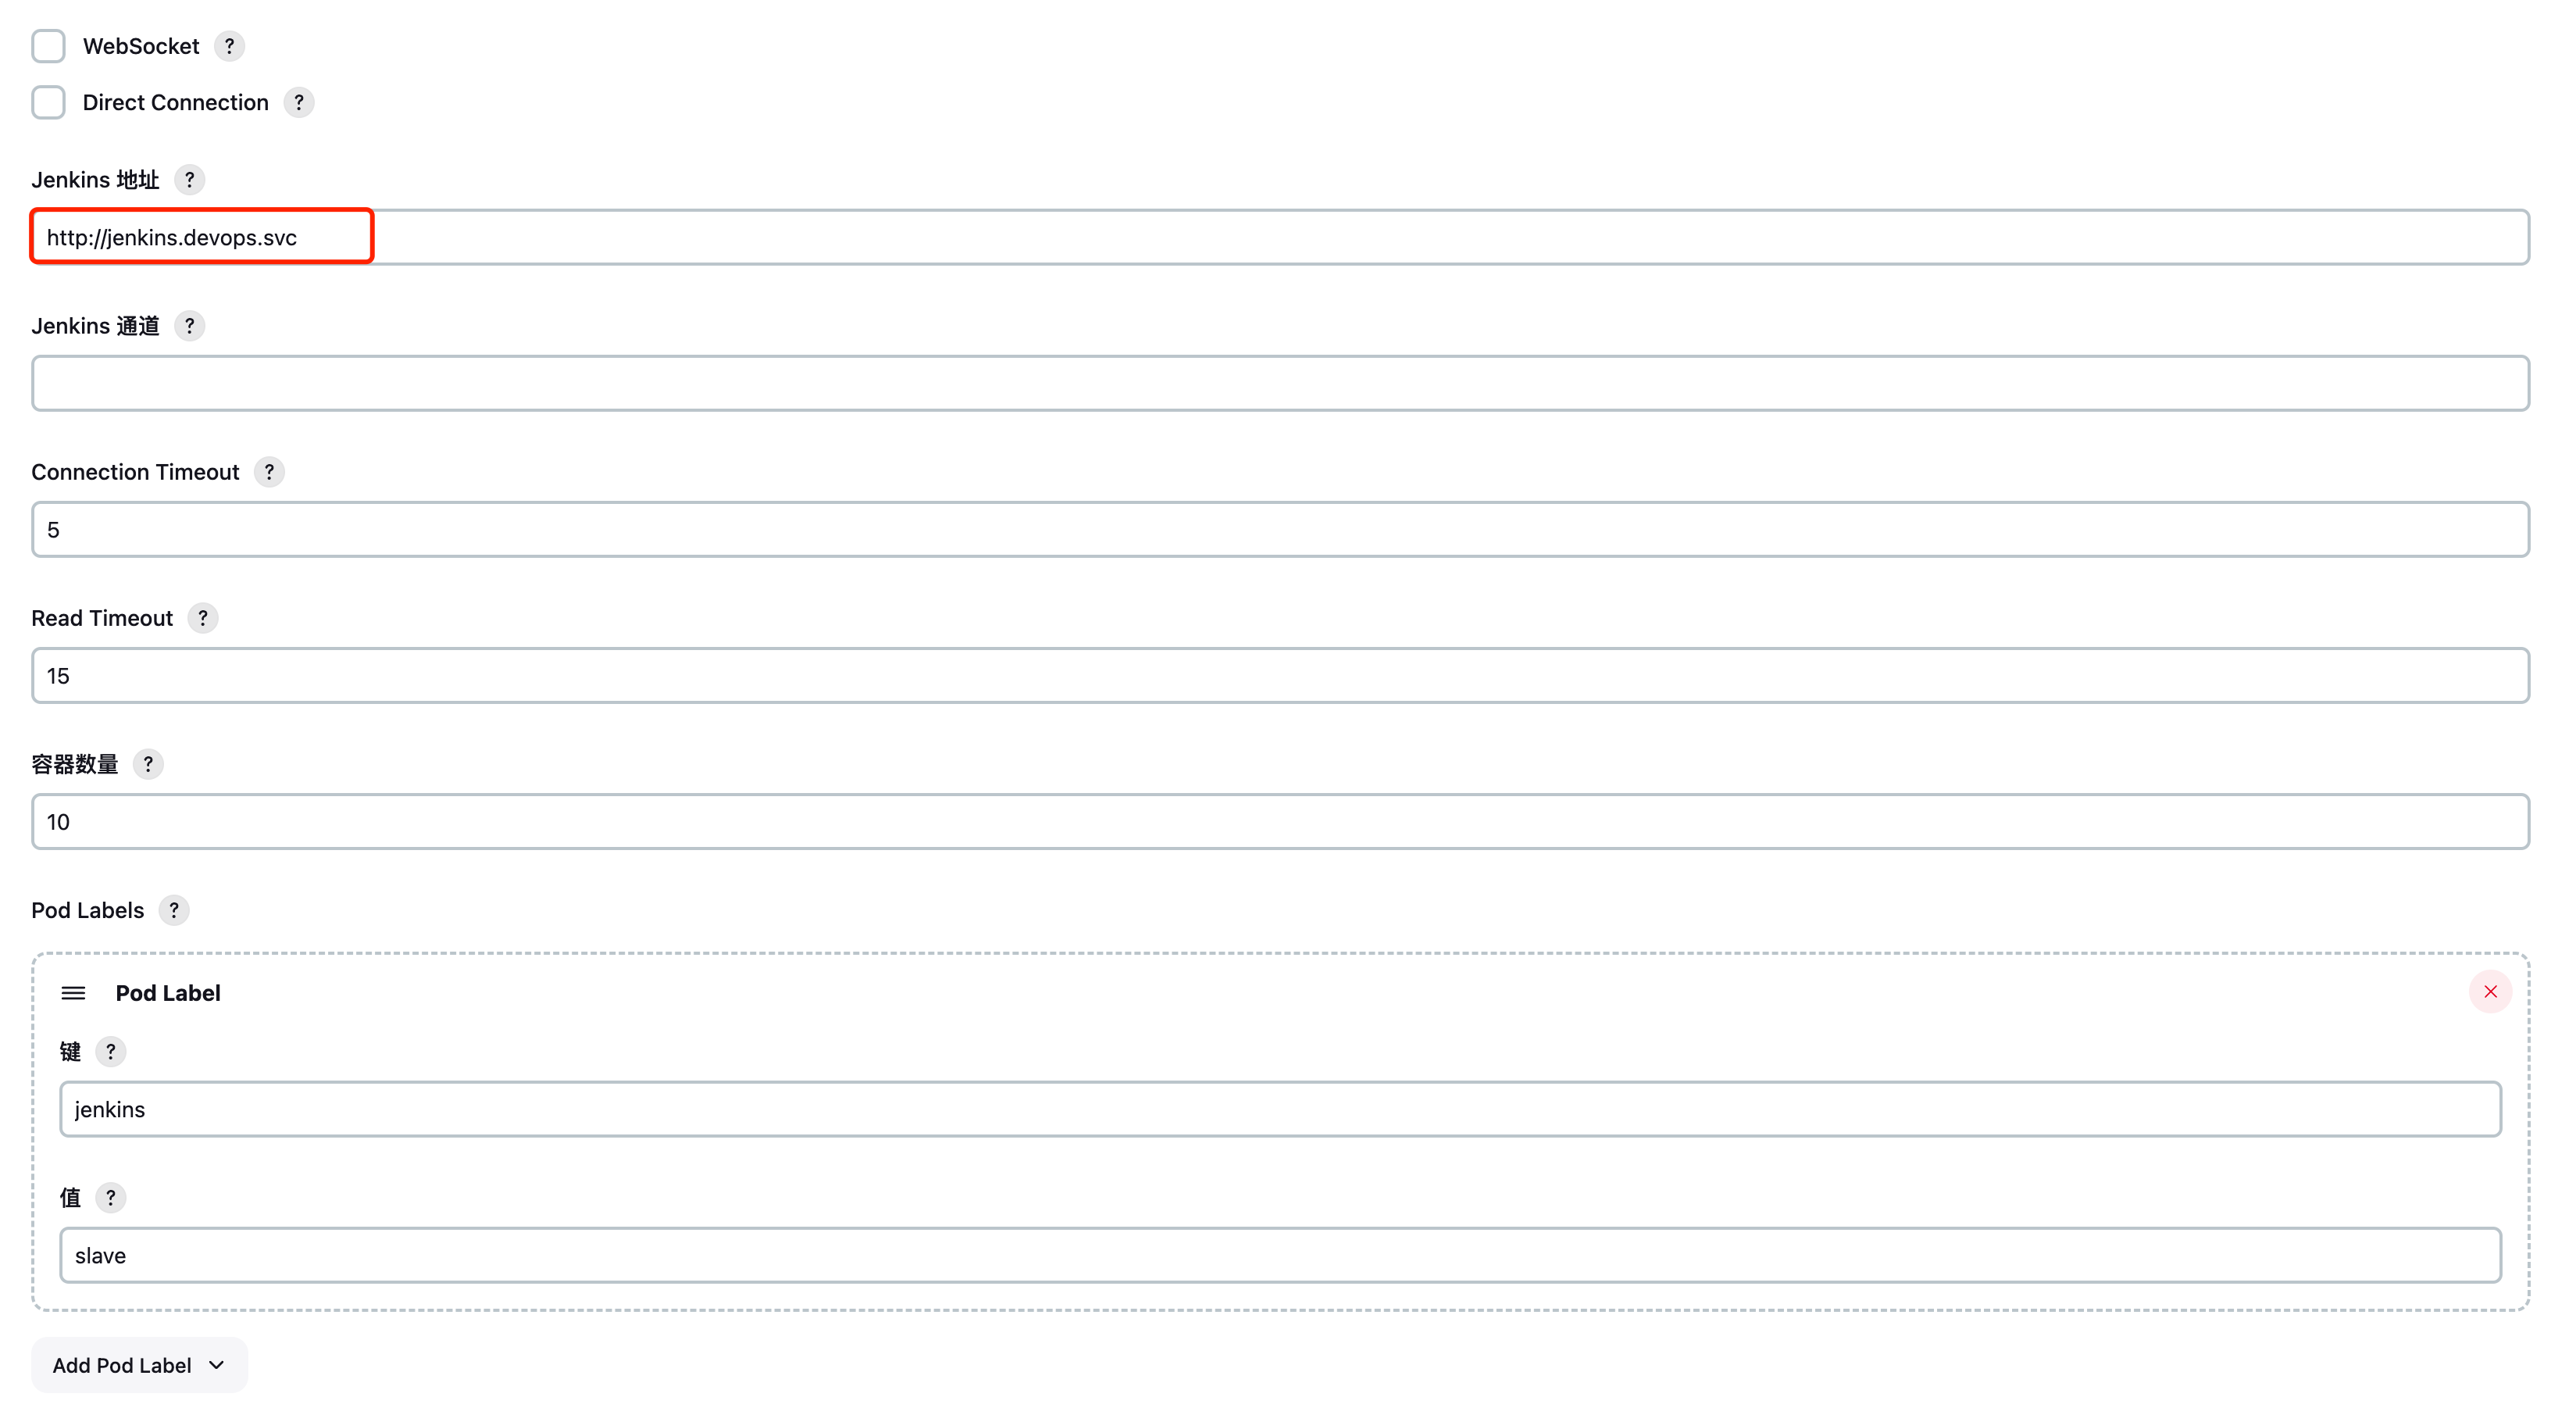 WebSocket ?
Direct Connection ?
Jenkins 地址 ?
http://jenkins.devops.svc
Jenkins 通道 ?
Connection Timeout ?
5
Read Timeout ?
15
容器数量 ?
10
Pod Labels ?
Pod Label
键 ?
jenkins
值 ?
slave
Add Pod Label